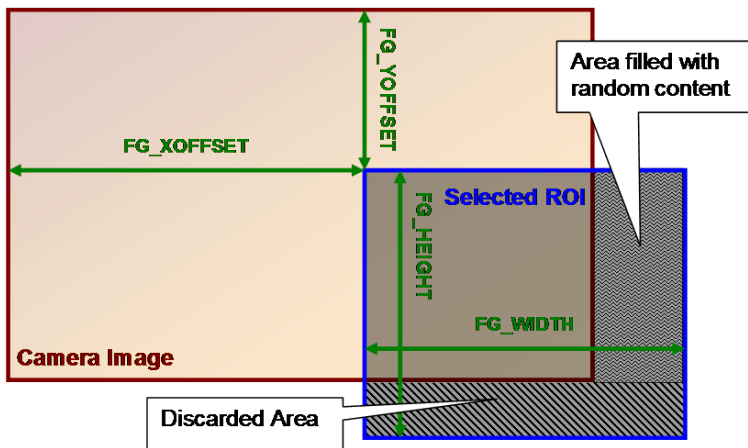 FG_YOFFSET
Area filled with
random content
FG_XOFFSET
Selected ROI
FG_HEIGHT
FG_WIDTH
Camera Image
Discarded Area